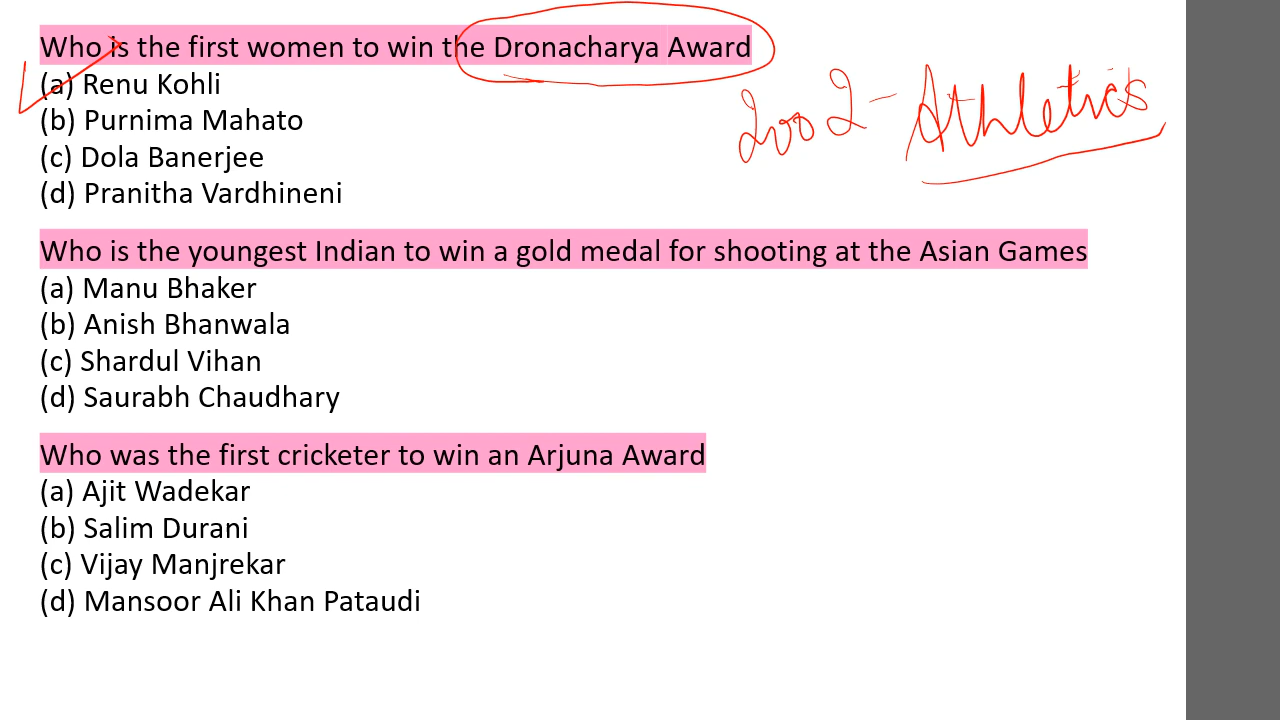 Who is the first women to win the Dronacharya Award
(a) Renu Kohli
2002 - Athletics
(b) Purnima Mahato
(c) Dola Banerjee
(d) Pranitha Vardhineni
Who is the youngest Indian to win a gold medal for shooting at the Asian Games
(a) Manu Bhaker
(b) Anish Bhanwala
(c) Shardul Vihan
(d) Saurabh Chaudhary
Who was the first cricketer to win an Arjuna Award
(a) Ajit Wadekar
(b) Salim Durani
(c) Vijay Manjrekar
(d) Mansoor Ali Khan Pataudi